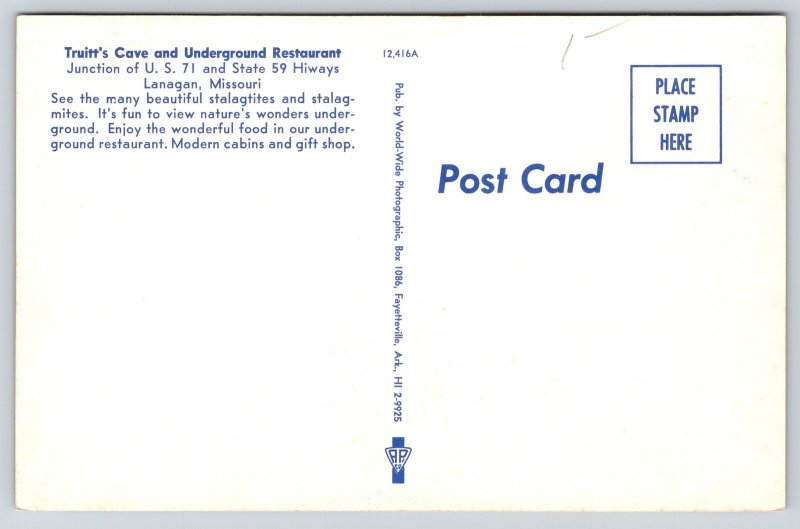 Truitt's Cave and Underground Restaurant
Junction of U. S. 71 and State 59 Hiways
Lanagan, Missouri
See the many beautiful stalagtites and stalag-
mites. It's fun to view nature's wonders under-
ground. Enjoy the wonderful food in our under-
ground restaurant. Modern cabins and gift shop.
12,416A
Pub. by World-Wide Photographic, Box 1086, Fayetteville, Ark., HI 2-9925
Post Card
PLACE
STAMP
HERE